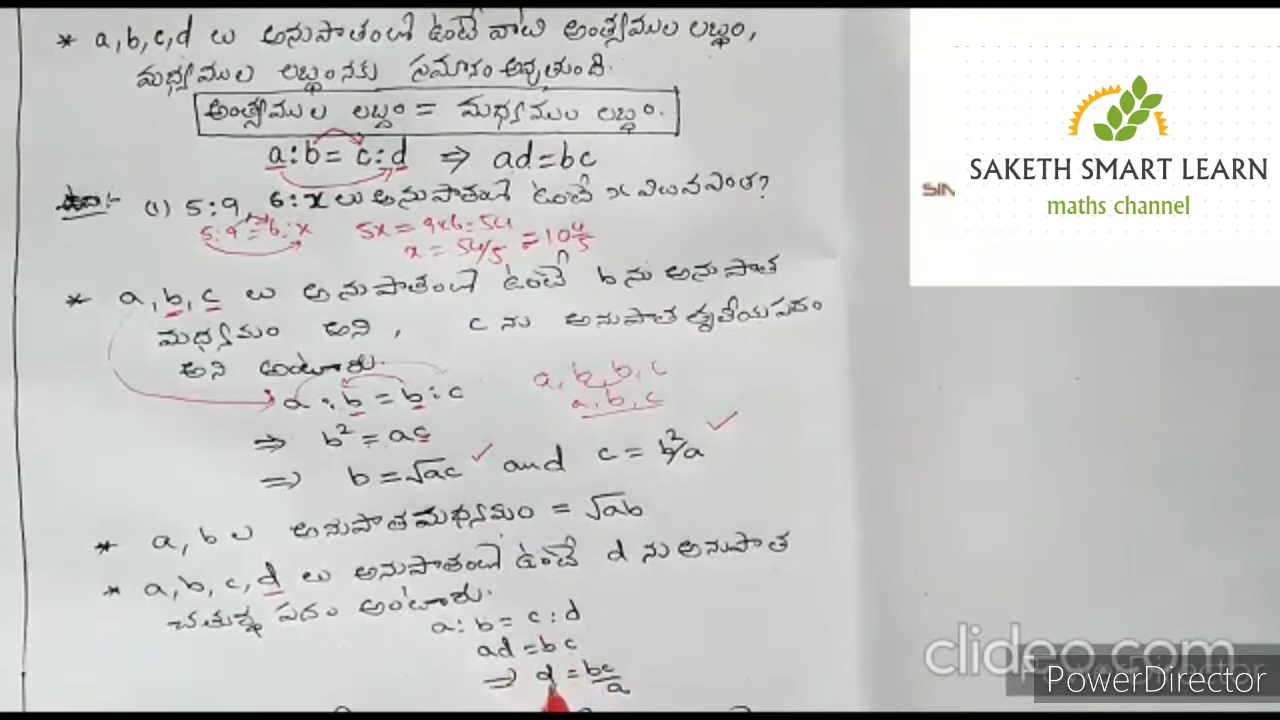 * a,b,c,d లు అనుపాతంలో ఉంటే వాటి అంత్యముల లబ్ధం,
మధ్యముల లబ్ధంనకు సమానం అవుతుంది.
అంత్యముల లబ్దం = మధ్యముల లబ్ధం.
a:b = c:d ⇒ ad=bc
(1) 5:9, 6:x లు అనుపాతంలో ఉంటే x విలువ ఎంత?
5:9=6:x 5x = 9x6=54
x = 54/5 = 10 4/5
* a, b, c లు అనుపాతంలో ఉంటే b ను అనుపాత
మధ్యమం అని, c ను అనుపాత తృతీయ పదం
అని అంటారు.
a : b = b : c a, b, b, c
a, b, c
⇒ b² = ac
⇒ b = √ac and c = b²/a
* a, b ల అనుపాత మధ్యమం = √ab
* a, b, c, d లు అనుపాతంలో ఉంటే d ను అనుపాత
చతుర్థ పదం అంటారు.
a: b = c:d
ad = bc
⇒ d = bc/a
SAKETH SMART LEARN
maths channel
SIN
clideo.com
PowerDirector